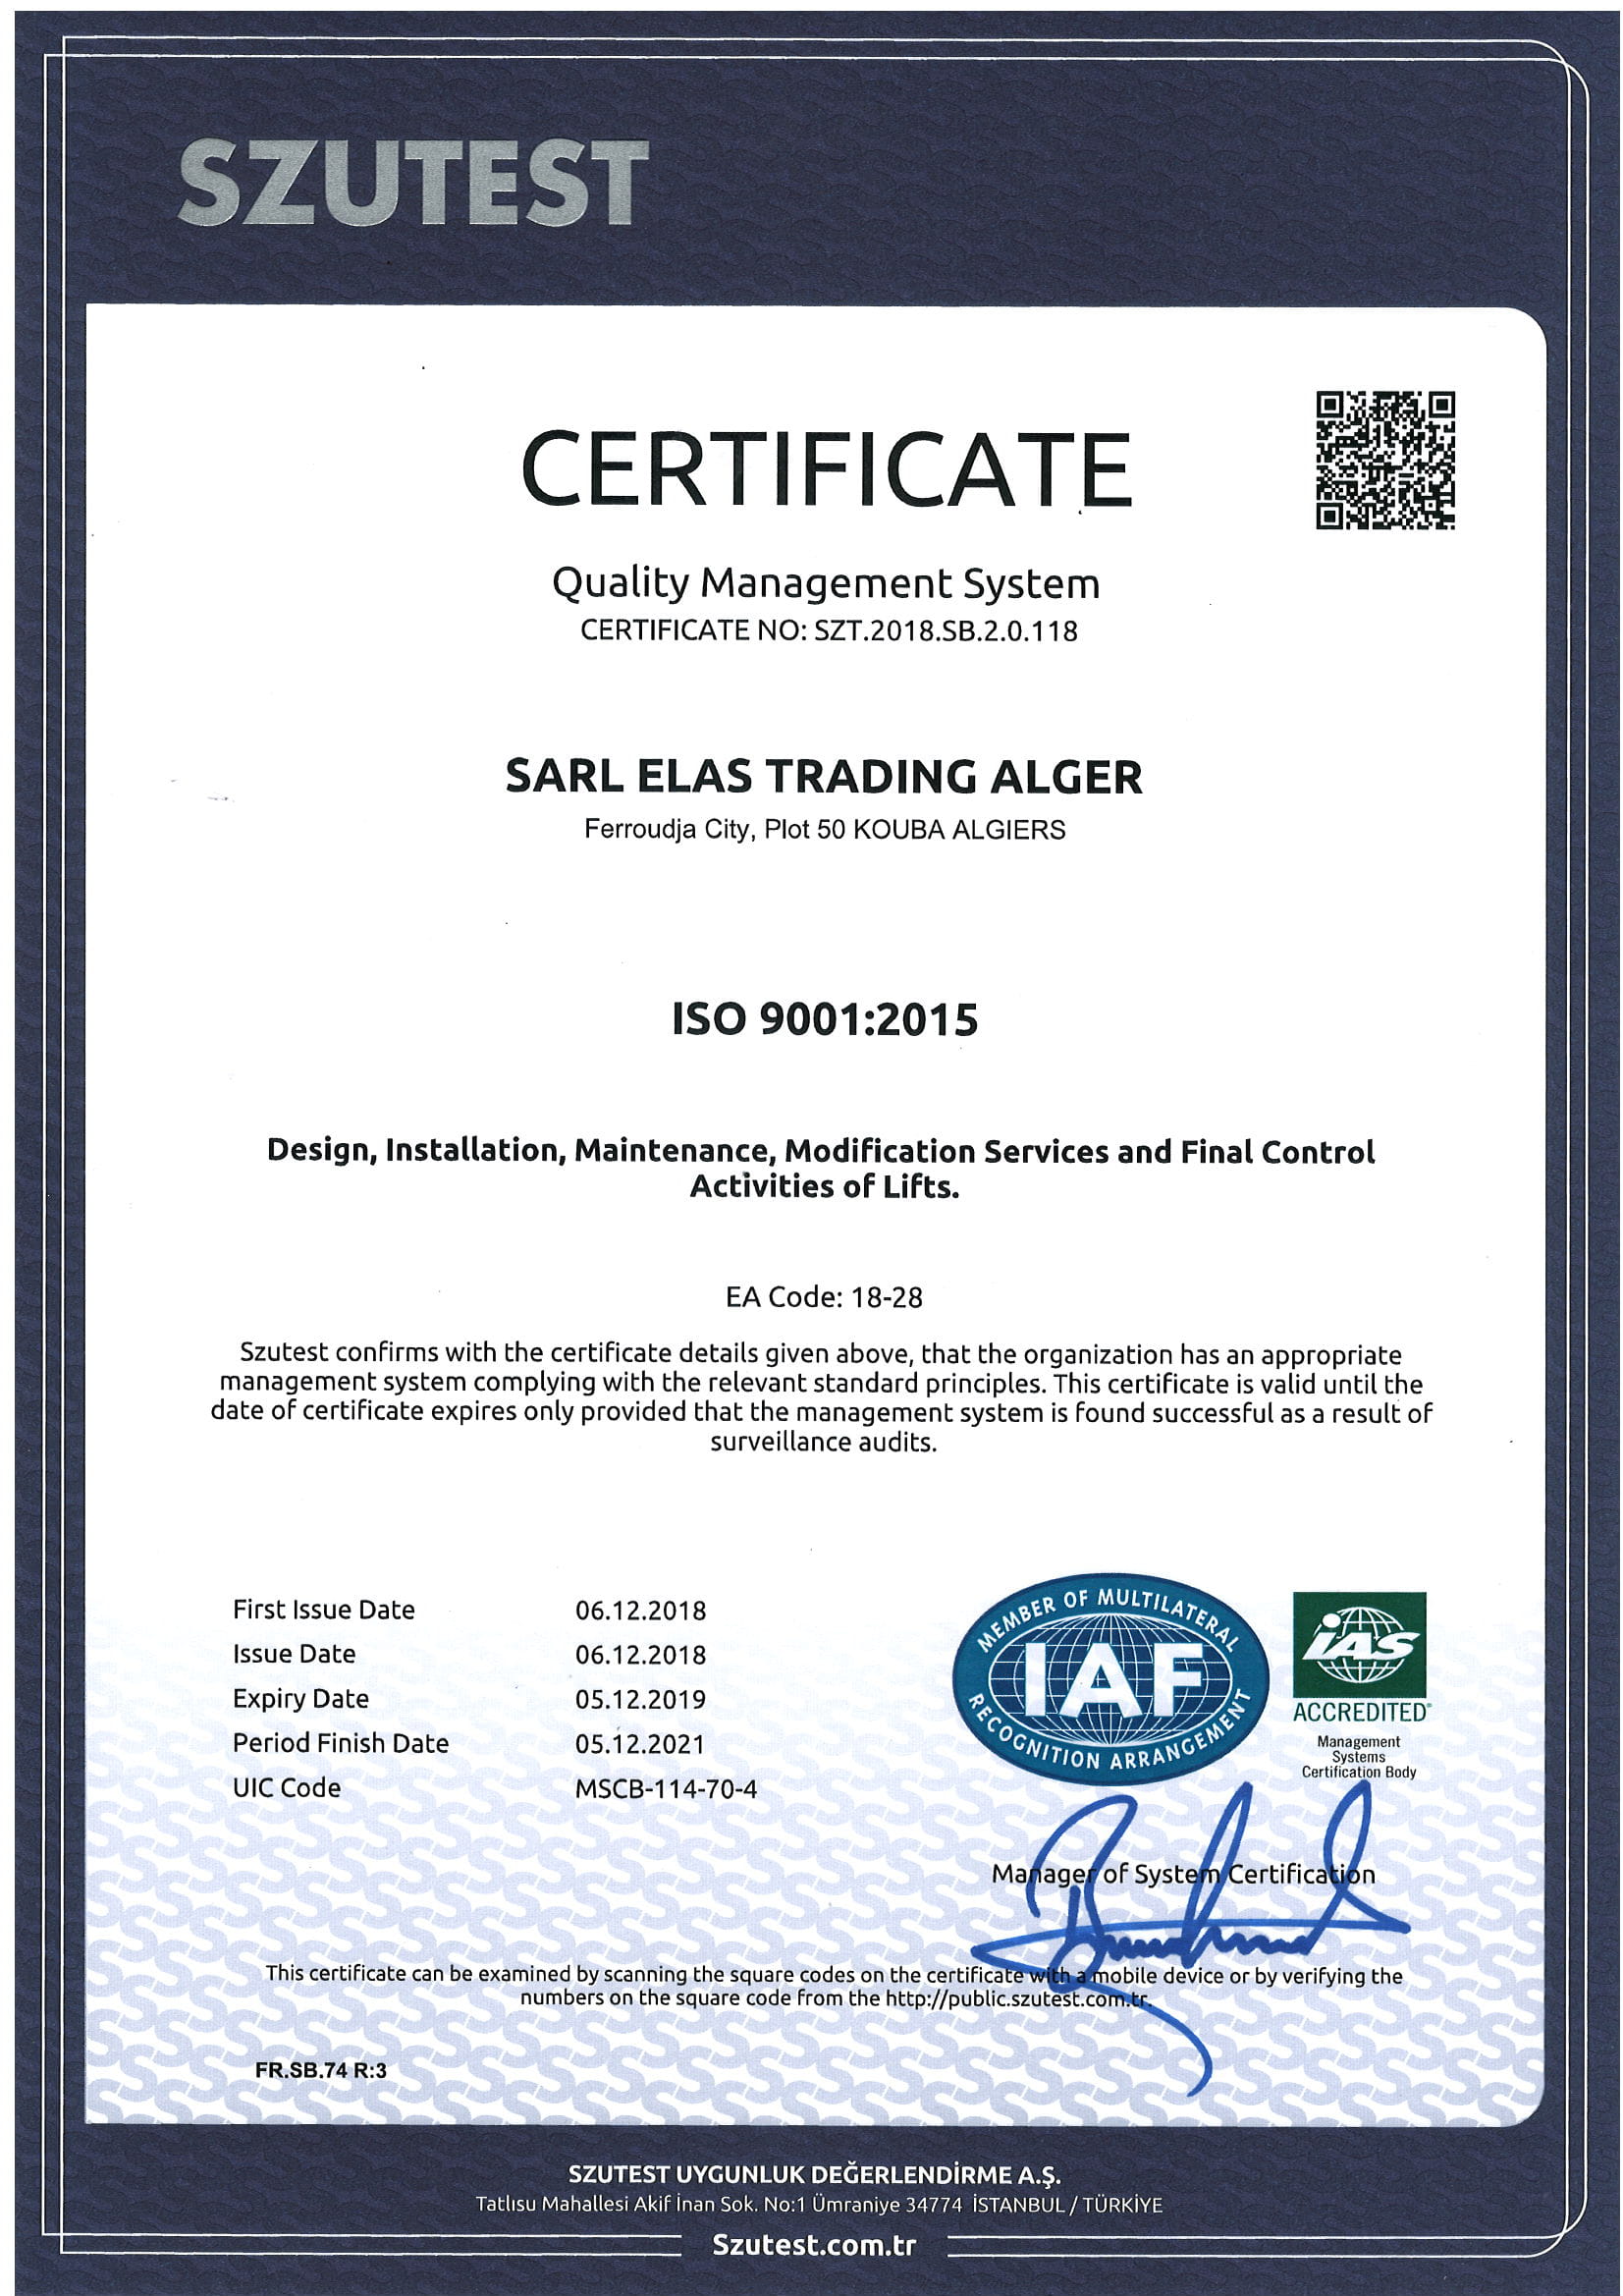 SZUTEST
CERTIFICATE
Quality Management System
CERTIFICATE NO: SZT.2018.SB.2.0.118
SARL ELAS TRADING ALGER
Ferroudja City, Plot 50 KOUBA ALGIERS
ISO 9001:2015
Design, Installation, Maintenance, Modification Services and Final Control
Activities of Lifts.
EA Code: 18-28
Szutest confirms with the certificate details given above, that the organization has an appropriate
management system complying with the relevant standard principles. This certificate is valid until the
date of certificate expires only provided that the management system is found successful as a result of
surveillance audits.
First Issue Date 06.12.2018
Issue Date 06.12.2018
Expiry Date 05.12.2019
Period Finish Date 05.12.2021
UIC Code MSCB-114-70-4
MEMBER OF MULTILATERAL
IAF
RECOGNITION ARRANGEMENT
IAS
ACCREDITED®
Management
Systems
Certification Body
Manager of System Certification
This certificate can be examined by scanning the square codes on the certificate with a mobile device or by verifying the
numbers on the square code from the http://public.szutest.com.tr.
FR.SB.74 R:3
SZUTEST UYGUNLUK DEĞERLENDİRME A.Ş.
Tatlısu Mahallesi Akif İnan Sok. No:1 Ümraniye 34774 İSTANBUL / TÜRKİYE
Szutest.com.tr